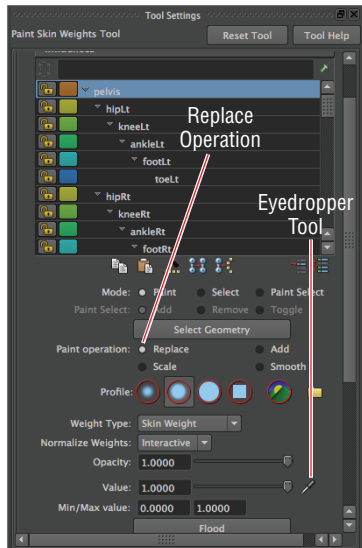 Tool Settings
Paint Skin Weights Tool
Reset Tool
Tool Help
pelvis
hipLt
Replace
Operation
kneeLt
ankleLt
footLt
toeLt
hipRt
Eyedropper
Tool
kneeRt
ankleRt
footRt
Mode: Paint Select Paint Select
Paint Select: Add Remove Toggle
Select Geometry
Paint operation: Replace Add
Scale Smooth
Profile:
Weight Type: Skin Weight
Normalize Weights: Interactive
Opacity: 1.0000
Value: 1.0000
Min/Max value: 0.0000 1.0000
Flood